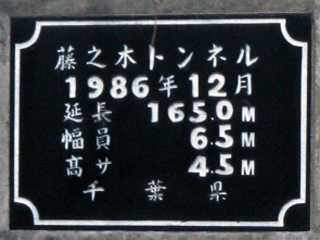 藤之木トンネル
1986年12月
延長 165.0M
幅員 6.5M
高サ 4.5M
千葉県